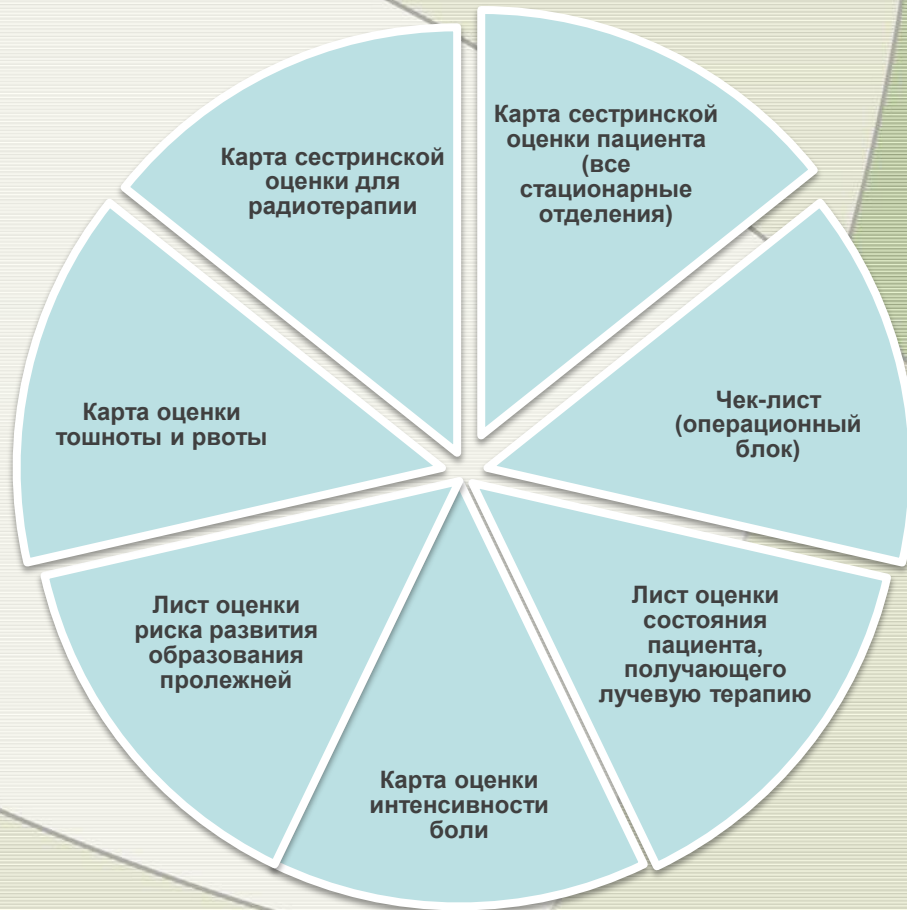 Карта сестринской
оценки пациента
(все
стационарные
отделения)
Чек-лист
(операционный
блок)
Лист оценки
состояния
пациента,
получающего
лучевую терапию
Карта оценки
интенсивности
боли
Лист оценки
риска развития
образования
пролежней
Карта оценки
тошноты и рвоты
Карта сестринской
оценки для
радиотерапии